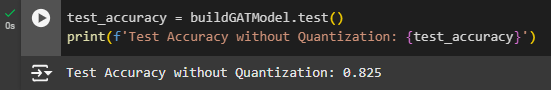 test_accuracy = buildGATModel.test()
0s
print(f'Test Accuracy without Quantization: {test_accuracy}')
Test Accuracy without Quantization: 0.825